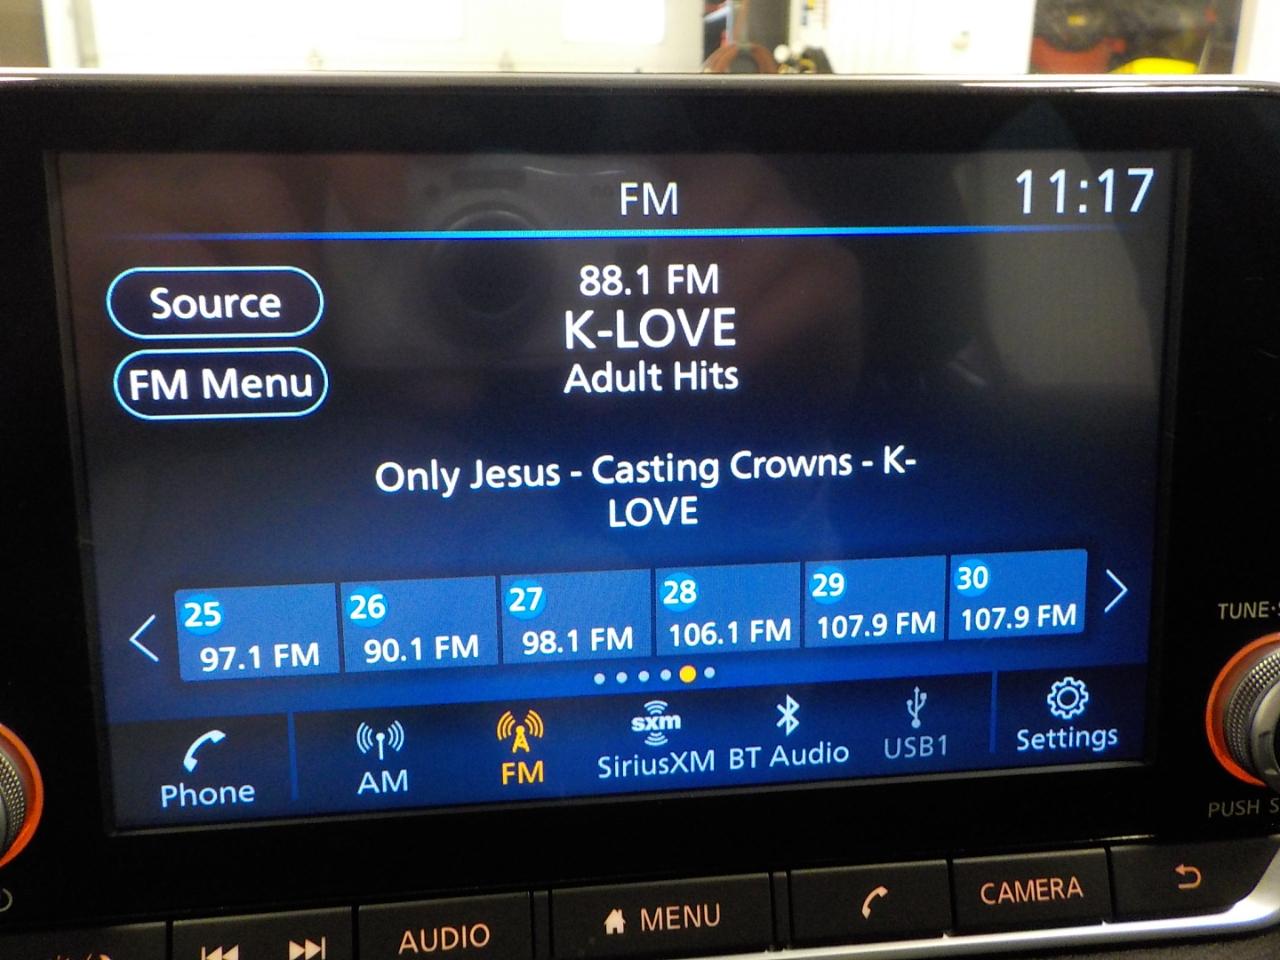 FM
11:17
Source
FM Menu
88.1 FM
K-LOVE
Adult Hits
Only Jesus - Casting Crowns - K-
LOVE
25
97.1 FM
26
90.1 FM
27
98.1 FM
28
106.1 FM
29
107.9 FM
30
107.9 FM
Phone
AM
FM
sxm
SiriusXM
BT Audio
USB1
Settings
TUNE
PUSH
AUDIO
MENU
CAMERA